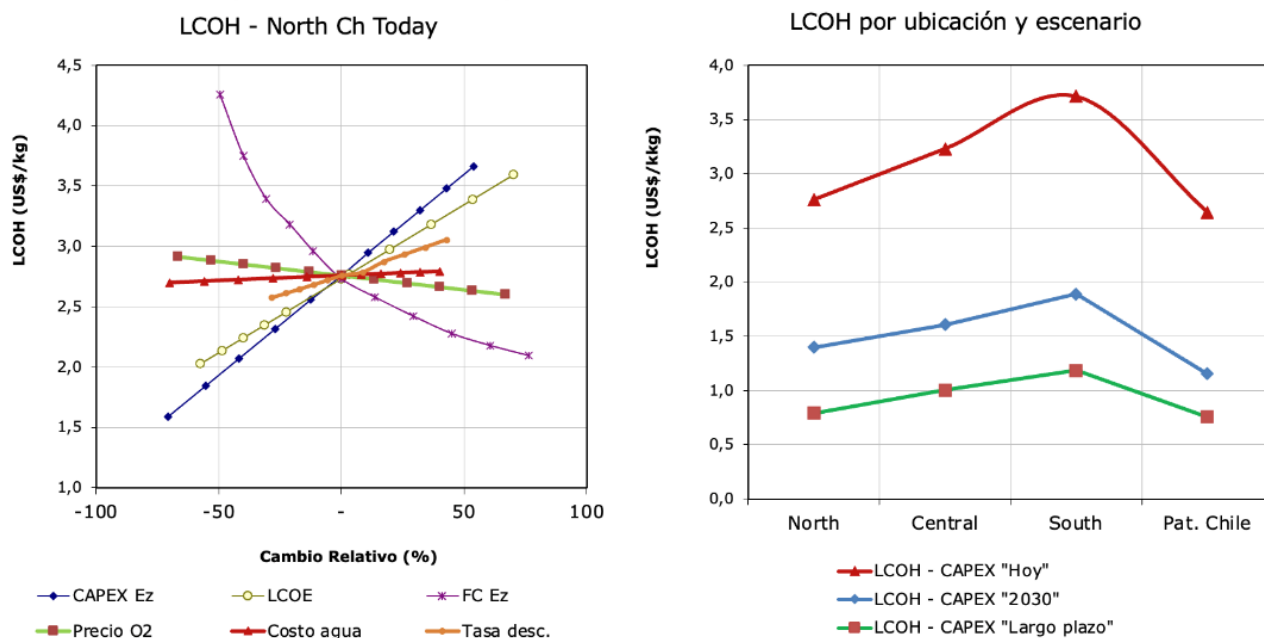 LCOH - North Ch Today
LCOH (US$/kg)
4,5
4,0
3,5
3,0
2,5
2,0
1,5
1,0
-100
-50
-
50
100
Cambio Relativo (%)
CAPEX Ez
LCOE
FC Ez
Precio O2
Costo agua
Tasa desc.
LCOH por ubicación y escenario
LCOH (US$/kkg)
4,0
3,5
3,0
2,5
2,0
1,5
1,0
0,5
0,0
North
Central
South
Pat. Chile
LCOH - CAPEX "Hoy"
LCOH - CAPEX "2030"
LCOH - CAPEX "Largo plazo"